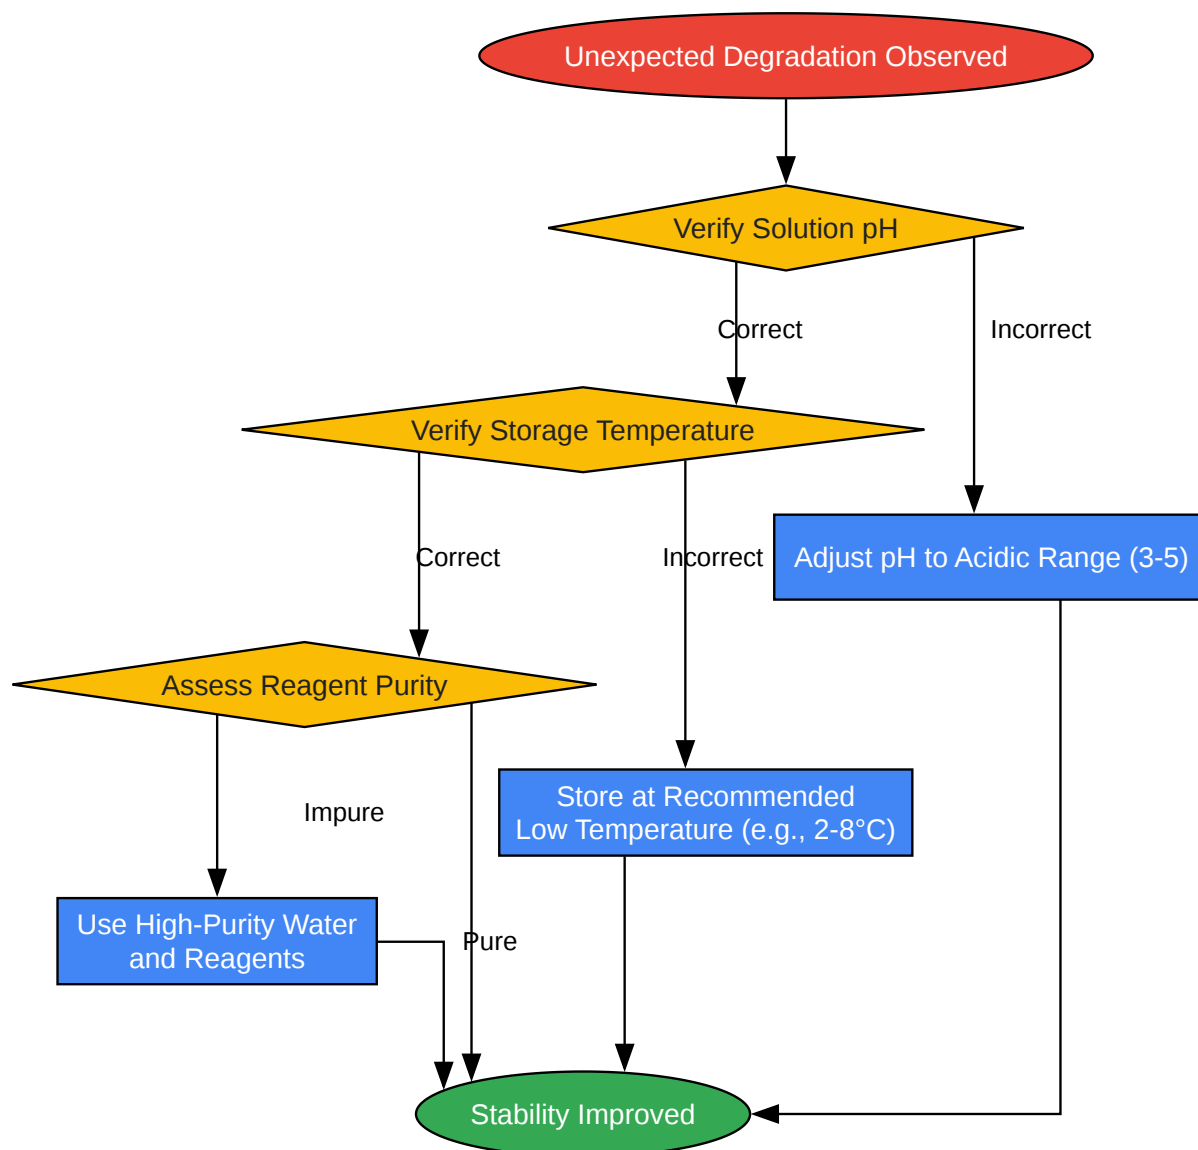 Unexpected Degradation Observed
Verify Solution pH
Correct
Incorrect
Verify Storage Temperature
Correct
Incorrect
Adjust pH to Acidic Range (3-5)
Assess Reagent Purity
Impure
Store at Recommended
Low Temperature (e.g., 2-8°C)
Use High-Purity Water
and Reagents
Pure
Stability Improved